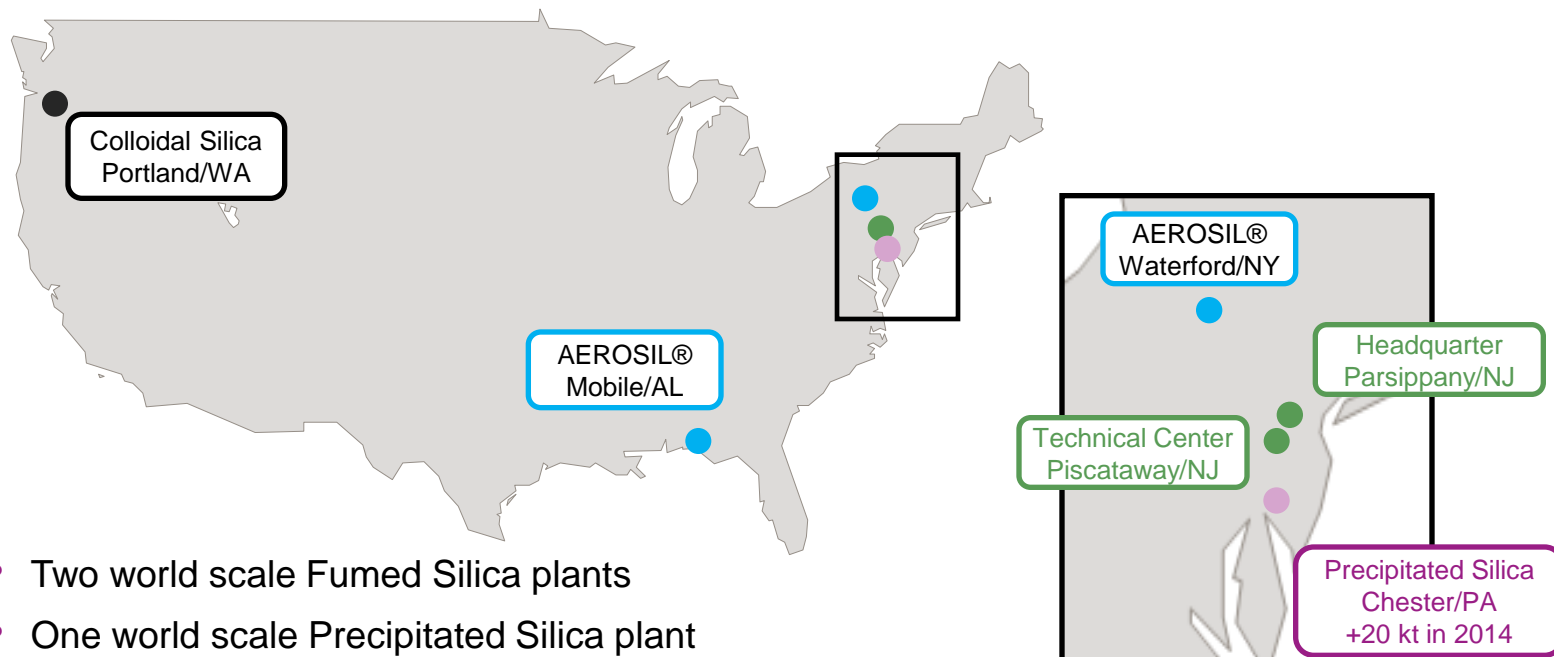 Colloidal Silica
Portland/WA
AEROSIL®
Mobile/AL
AEROSIL®
Waterford/NY
Headquarter
Parsippany/NJ
Technical Center
Piscataway/NJ
Precipitated Silica
Chester/PA
+20 kt in 2014
• Two world scale Fumed Silica plants
• One world scale Precipitated Silica plant